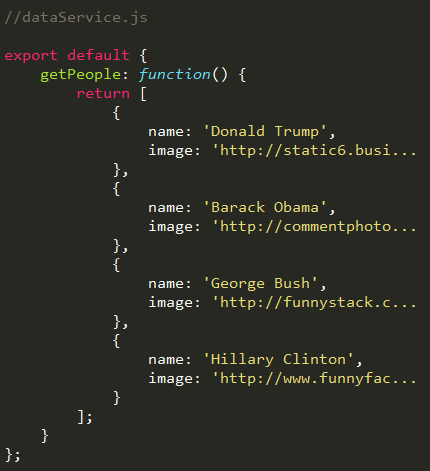 //dataService.js
export default {
    getPeople: function() {
        return [
            {
                name: 'Donald Trump',
                image: 'http://static6.busi...
            },
            {
                name: 'Barack Obama',
                image: 'http://commentphoto...
            },
            {
                name: 'George Bush',
                image: 'http://funnystack.c...
            },
            {
                name: 'Hillary Clinton',
                image: 'http://www.funnyfac...
            }
        ];
    }
};